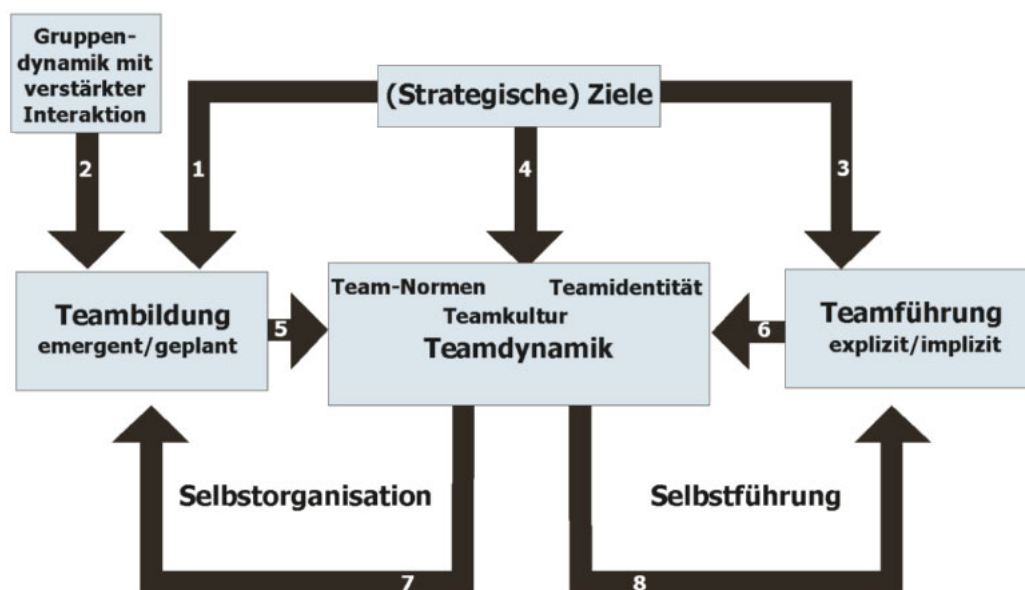 Gruppen-
dynamik mit
verstärkter
Interaktion
(Strategische) Ziele
2
1
4
3
Teambildung
emergent/geplant
5
Team-Normen
Teamidentität
Teamkultur
Teamdynamik
6
Teamführung
explizit/implizit
Selbstorganisation
Selbstführung
7
8